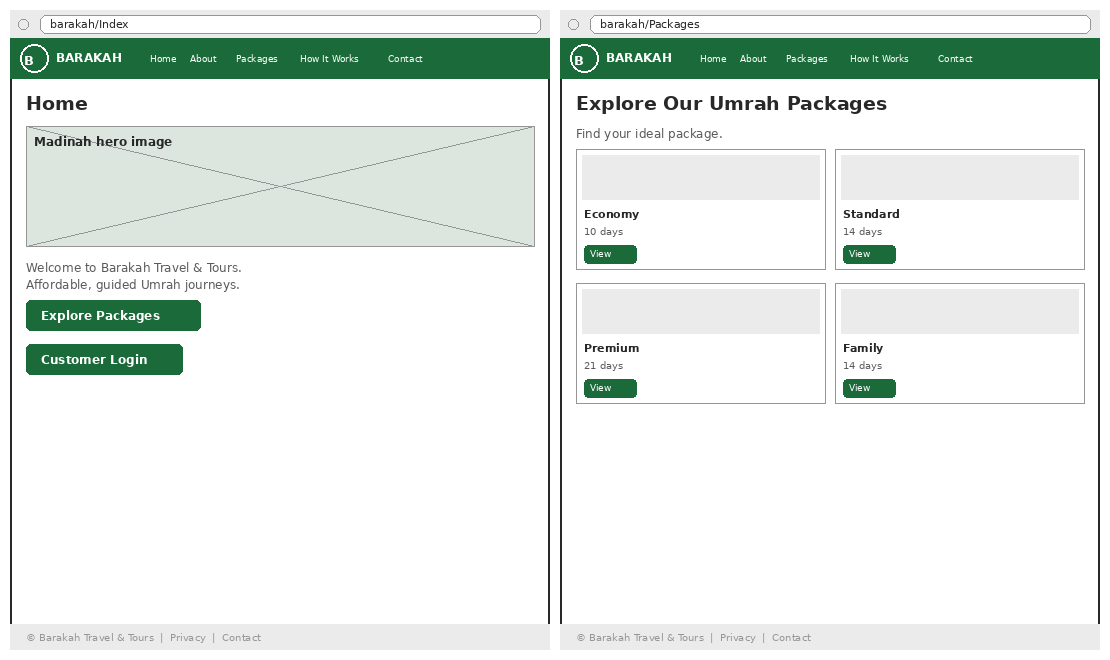 barakah/Index
B BARAKAH Home About Packages How It Works Contact
Home
Madinah hero image
Welcome to Barakah Travel & Tours.
Affordable, guided Umrah journeys.
Explore Packages
Customer Login
© Barakah Travel & Tours | Privacy | Contact
barakah/Packages
B BARAKAH Home About Packages How It Works Contact
Explore Our Umrah Packages
Find your ideal package.
Economy
10 days
View
Standard
14 days
View
Premium
21 days
View
Family
14 days
View
© Barakah Travel & Tours | Privacy | Contact